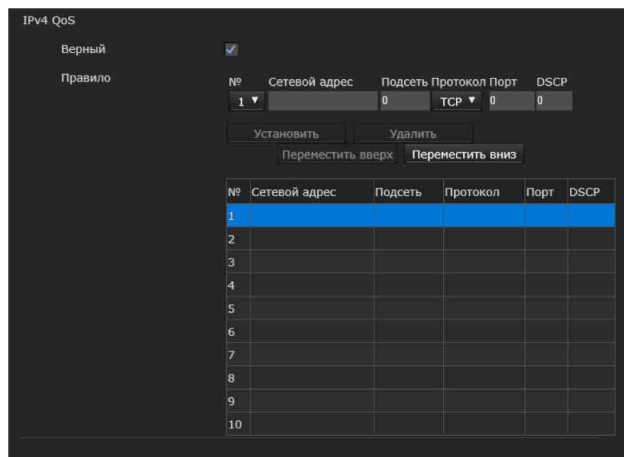 IPv4 QoS
Верный
Правило
№ Сетевой адрес Подсеть Протокол Порт DSCP
1 0 TCP 0 0
Установить Удалить
Переместить вверх Переместить вниз
№ Сетевой адрес Подсеть Протокол Порт DSCP
1
2
3
4
5
6
7
8
9
10